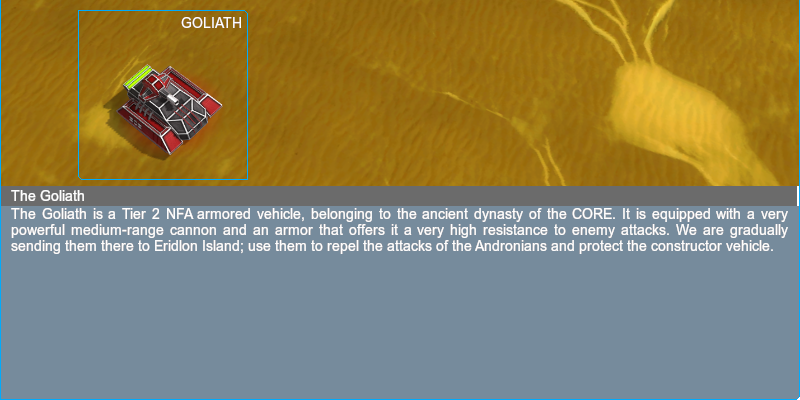 GOLIATH
The Goliath
The Goliath is a Tier 2 NFA armored vehicle, belonging to the ancient dynasty of the CORE. It is equipped with a very
powerful medium-range cannon and an armor that offers it a very high resistance to enemy attacks. We are gradually
sending them there to Eridlon Island; use them to repel the attacks of the Andronians and protect the constructor vehicle.